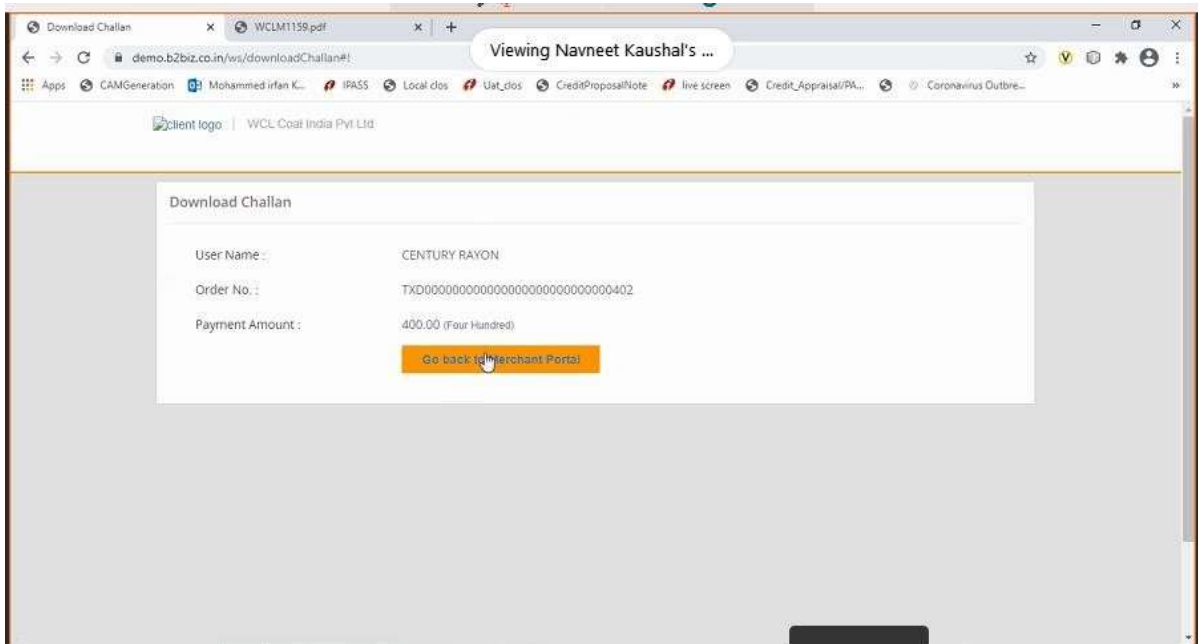 Download Challan
WCLM1159.pdf
Viewing Navneet Kaushal's ...
demo.b2biz.co.in/ws/downloadChallan#!
Apps CAMGeneration Mohammed irfan K... IPASS Local clos Uat_clos CreditProposalNote live screen Credit_Appraisal/PA... Coronavirus Outbre...
client logo | WCL Coal India Pvt Ltd
Download Challan
User Name : CENTURY RAYON
Order No. :
Payment Amount : 400.00 (Four Hundred)
Go back to Merchant Portal